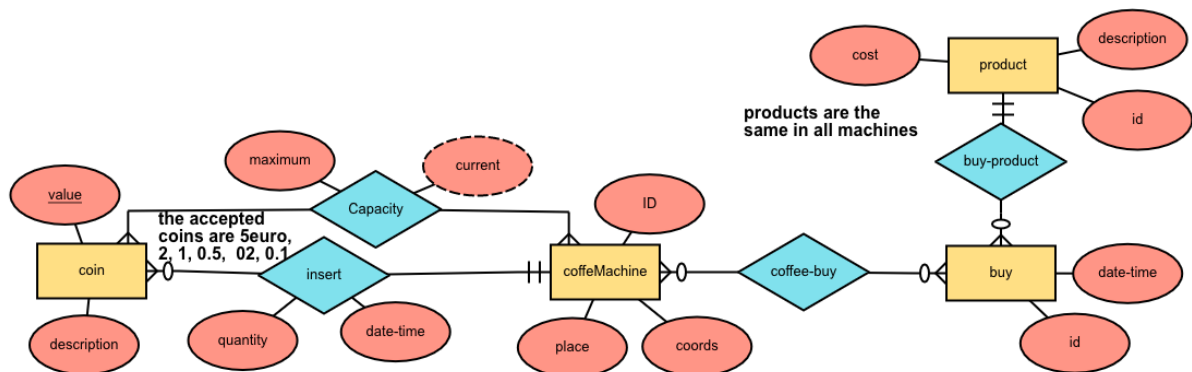 description
cost
product
products are the
same in all machines
id
maximum
current
buy-product
value
Capacity
ID
the accepted
coins are 5euro,
2, 1, 0.5,  02, 0.1
coin
insert
coffeMachine
coffee-buy
buy
date-time
description
quantity
date-time
place
coords
id